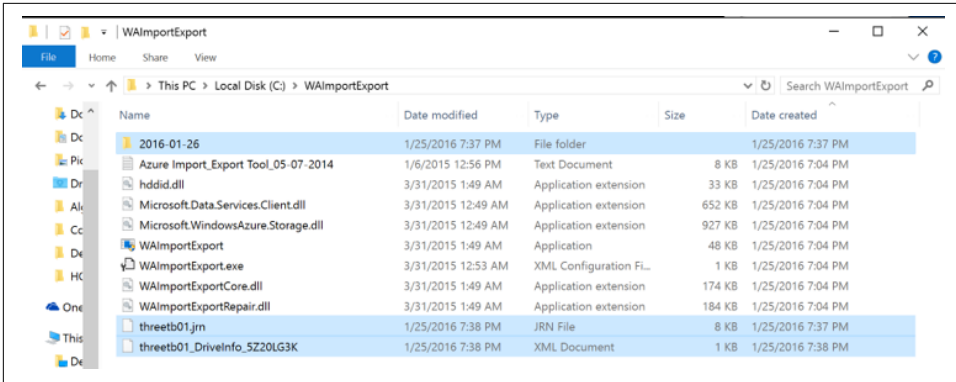 WAImportExport
File Home Share View
This PC > Local Disk (C:) > WAImportExport
Search WAImportExport
Name Date modified Type Size Date created
2016-01-26 1/25/2016 7:37 PM File folder 1/25/2016 7:37 PM
Azure Import_Export Tool_05-07-2014 1/6/2015 12:56 PM Text Document 8 KB 1/25/2016 7:04 PM
hddid.dll 3/31/2015 1:49 AM Application extension 33 KB 1/25/2016 7:04 PM
Microsoft.Data.Services.Client.dll 3/31/2015 12:49 AM Application extension 652 KB 1/25/2016 7:04 PM
Microsoft.WindowsAzure.Storage.dll 3/31/2015 12:49 AM Application extension 927 KB 1/25/2016 7:04 PM
WAImportExport 3/31/2015 1:49 AM Application 48 KB 1/25/2016 7:04 PM
WAImportExport.exe 3/31/2015 12:53 AM XML Configuration Fi... 1 KB 1/25/2016 7:04 PM
WAImportExportCore.dll 3/31/2015 1:49 AM Application extension 174 KB 1/25/2016 7:04 PM
WAImportExportRepair.dll 3/31/2015 1:49 AM Application extension 184 KB 1/25/2016 7:04 PM
threetb01.jrn 1/25/2016 7:38 PM JRN File 8 KB 1/25/2016 7:37 PM
threetb01_DriveInfo_5Z20LG3K 1/25/2016 7:38 PM XML Document 1 KB 1/25/2016 7:38 PM
Pic
Dr
De
HC
One
This
De